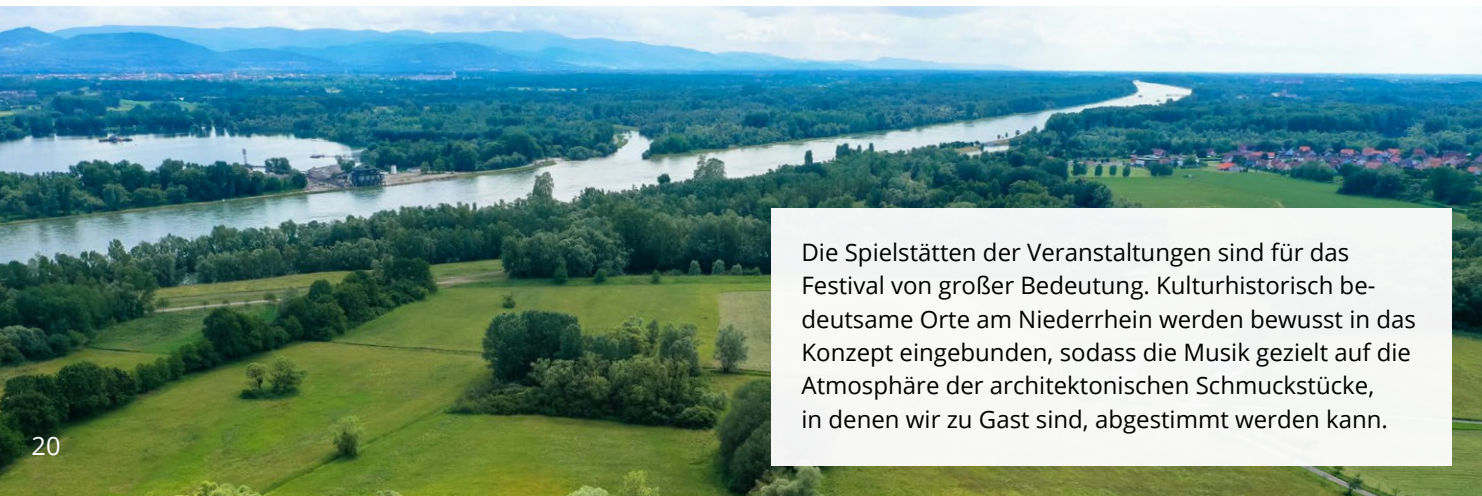 Die Spielstätten der Veranstaltungen sind für das
Festival von großer Bedeutung. Kulturhistorisch be-
deutsame Orte am Niederrhein werden bewusst in das
Konzept eingebunden, sodass die Musik gezielt auf die
Atmosphäre der architektonischen Schmuckstücke,
in denen wir zu Gast sind, abgestimmt werden kann.
20